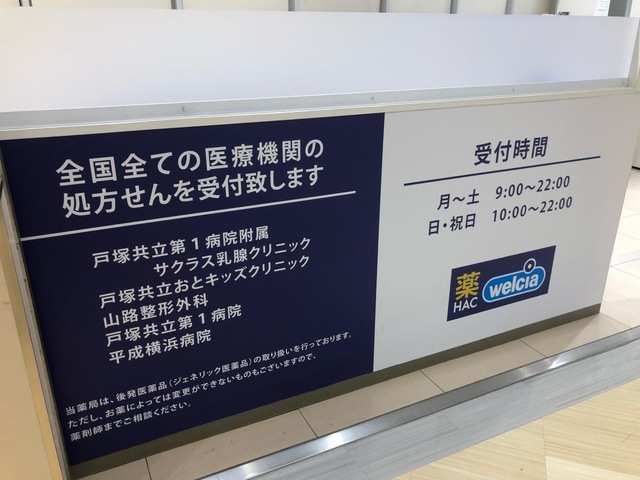 全国全ての医療機関の
処方せんを受付致します
戸塚共立第１病院附属
サクラス乳腺クリニック
戸塚共立おとキッズクリニック
山路整形外科
戸塚共立第１病院
平成横浜病院
当薬局は、後発医薬品（ジェネリック医薬品）の取り扱いを行っております。
ただし、お薬によっては変更ができないものもございますので、
薬剤師までご相談ください。
受付時間
月～土 9:00～22:00
日・祝日 10:00～22:00
薬
HAC
welcia